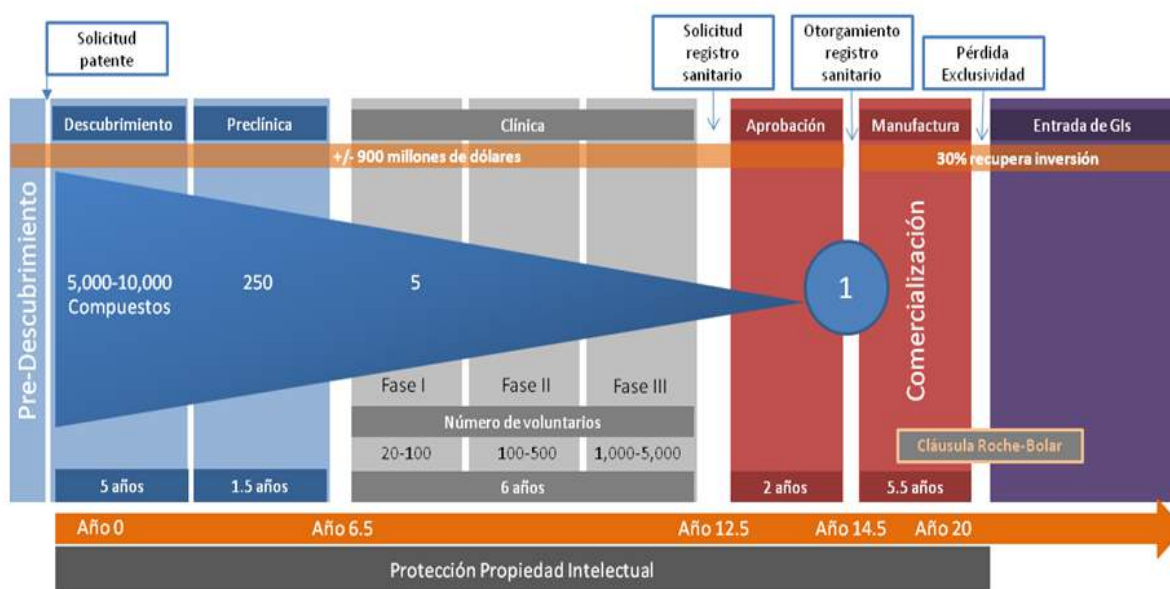 Solicitud
patente
Solicitud
registro
sanitario
Otorgamiento
registro
sanitario
Pérdida
Exclusividad
Pre-Descubrimiento
Descubrimiento
Preclínica
Clínica
Aprobación
Manufactura
Entrada de GIs
+/- 900 millones de dólares
30% recupera inversión
5,000-10,000
Compuestos
250
5
1
Comercialización
Fase I
Fase II
Fase III
Número de voluntarios
20-100
100-500
1,000-5,000
Cláusula Roche-Bolar
5 años
1.5 años
6 años
2 años
5.5 años
Año 0
Año 6.5
Año 12.5
Año 14.5
Año 20
Protección Propiedad Intelectual